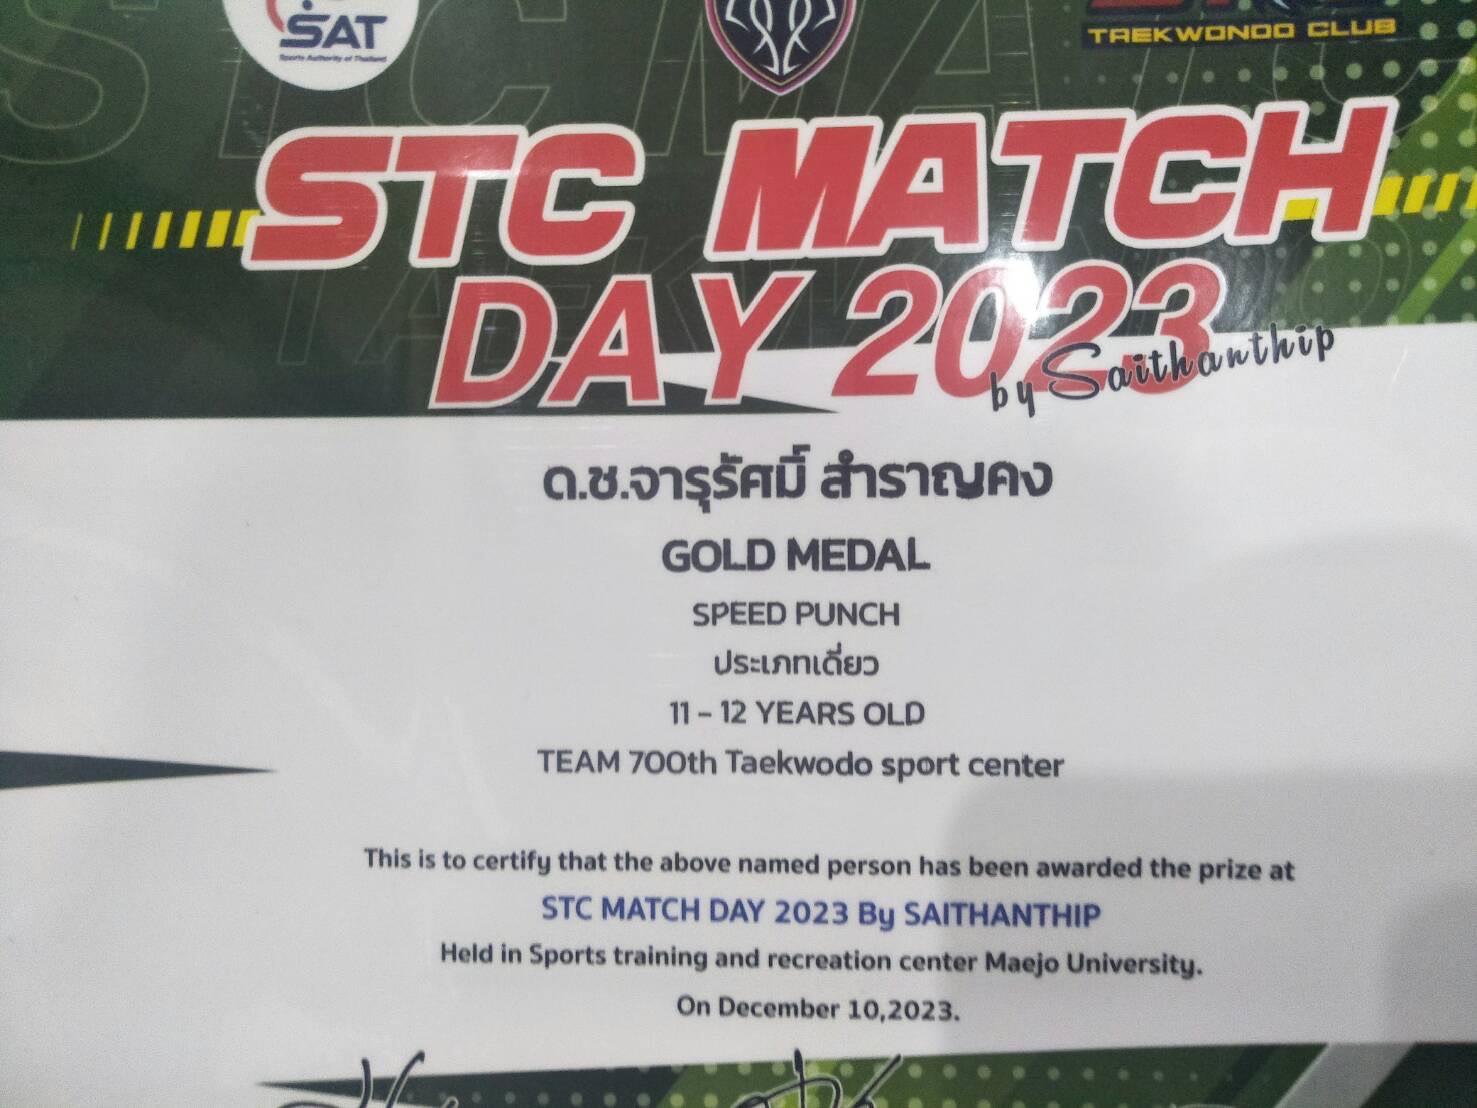 SAT
Sports Authority of Thailand
TAEKWONDO CLUB
STC MATCH
DAY 2023
by Saithanthip
ด.ช.จารุรัศมิ์ สำราญคง
GOLD MEDAL
SPEED PUNCH
ประเภทเดี่ยว
11 - 12 YEARS OLD
TEAM 700th Taekwodo sport center
This is to certify that the above named person has been awarded the prize at
STC MATCH DAY 2023 By SAITHANTHIP
Held in Sports training and recreation center Maejo University.
On December 10,2023.